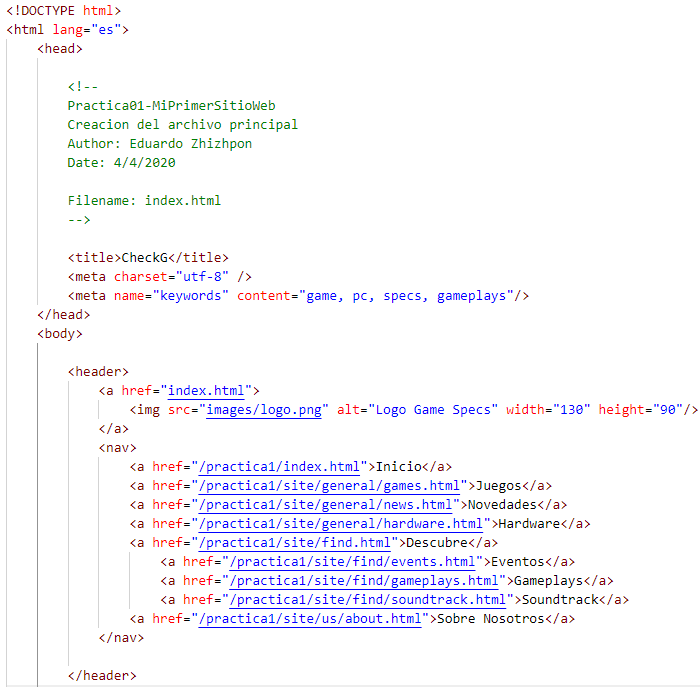 <!DOCTYPE html>
<html lang="es">
<head>
<!--
Practica01-MiPrimerSitioWeb
Creacion del archivo principal
Author: Eduardo Zhizhpon
Date: 4/4/2020
Filename: index.html
-->
<title>CheckG</title>
<meta charset="utf-8" />
<meta name="keywords" content="game, pc, specs, gameplays"/>
</head>
<body>
<header>
<a href="index.html">
<img src="images/logo.png" alt="Logo Game Specs" width="130" height="90"/>
</a>
<nav>
<a href="/practica1/index.html">Inicio</a>
<a href="/practica1/site/general/games.html">Juegos</a>
<a href="/practica1/site/general/news.html">Novedades</a>
<a href="/practica1/site/general/hardware.html">Hardware</a>
<a href="/practica1/site/find.html">Descubre</a>
<a href="/practica1/site/find/events.html">Eventos</a>
<a href="/practica1/site/find/gameplays.html">Gameplays</a>
<a href="/practica1/site/find/soundtrack.html">Soundtrack</a>
<a href="/practica1/site/us/about.html">Sobre Nosotros</a>
</nav>
</header>